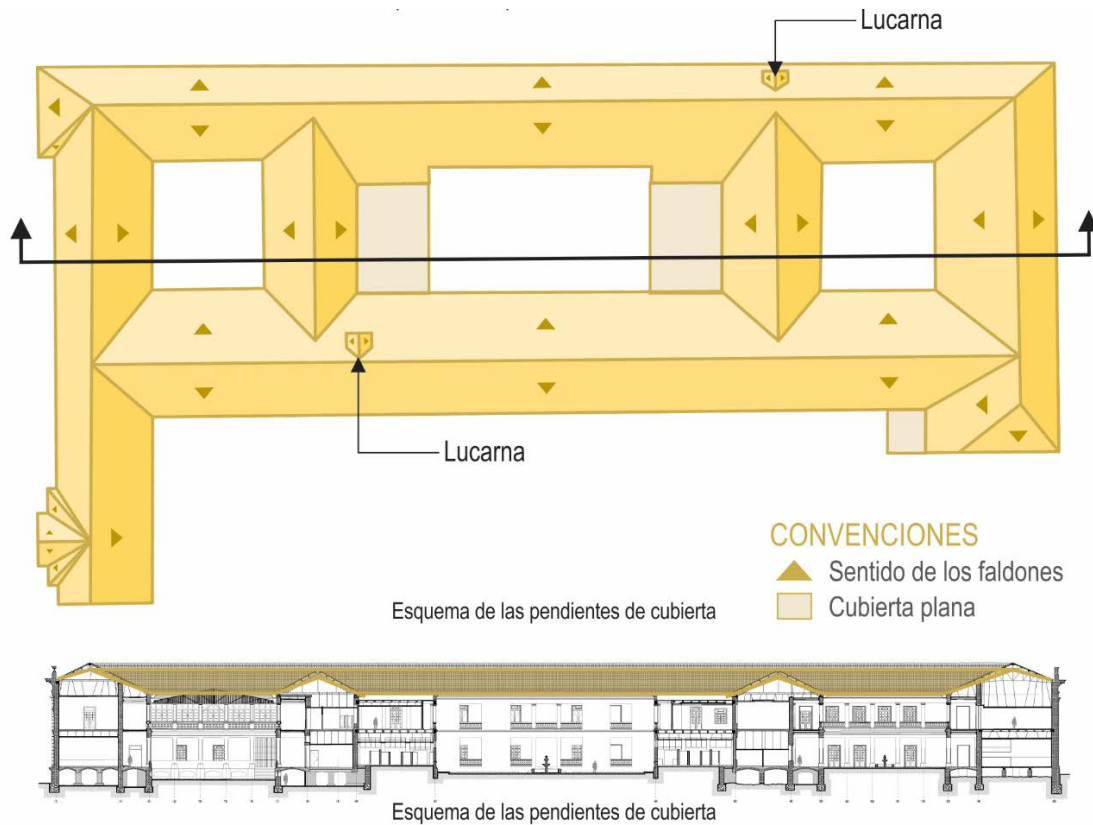 Lucarna
Lucarna
CONVENCIONES
Sentido de los faldones
Cubierta plana
Esquema de las pendientes de cubierta
Esquema de las pendientes de cubierta